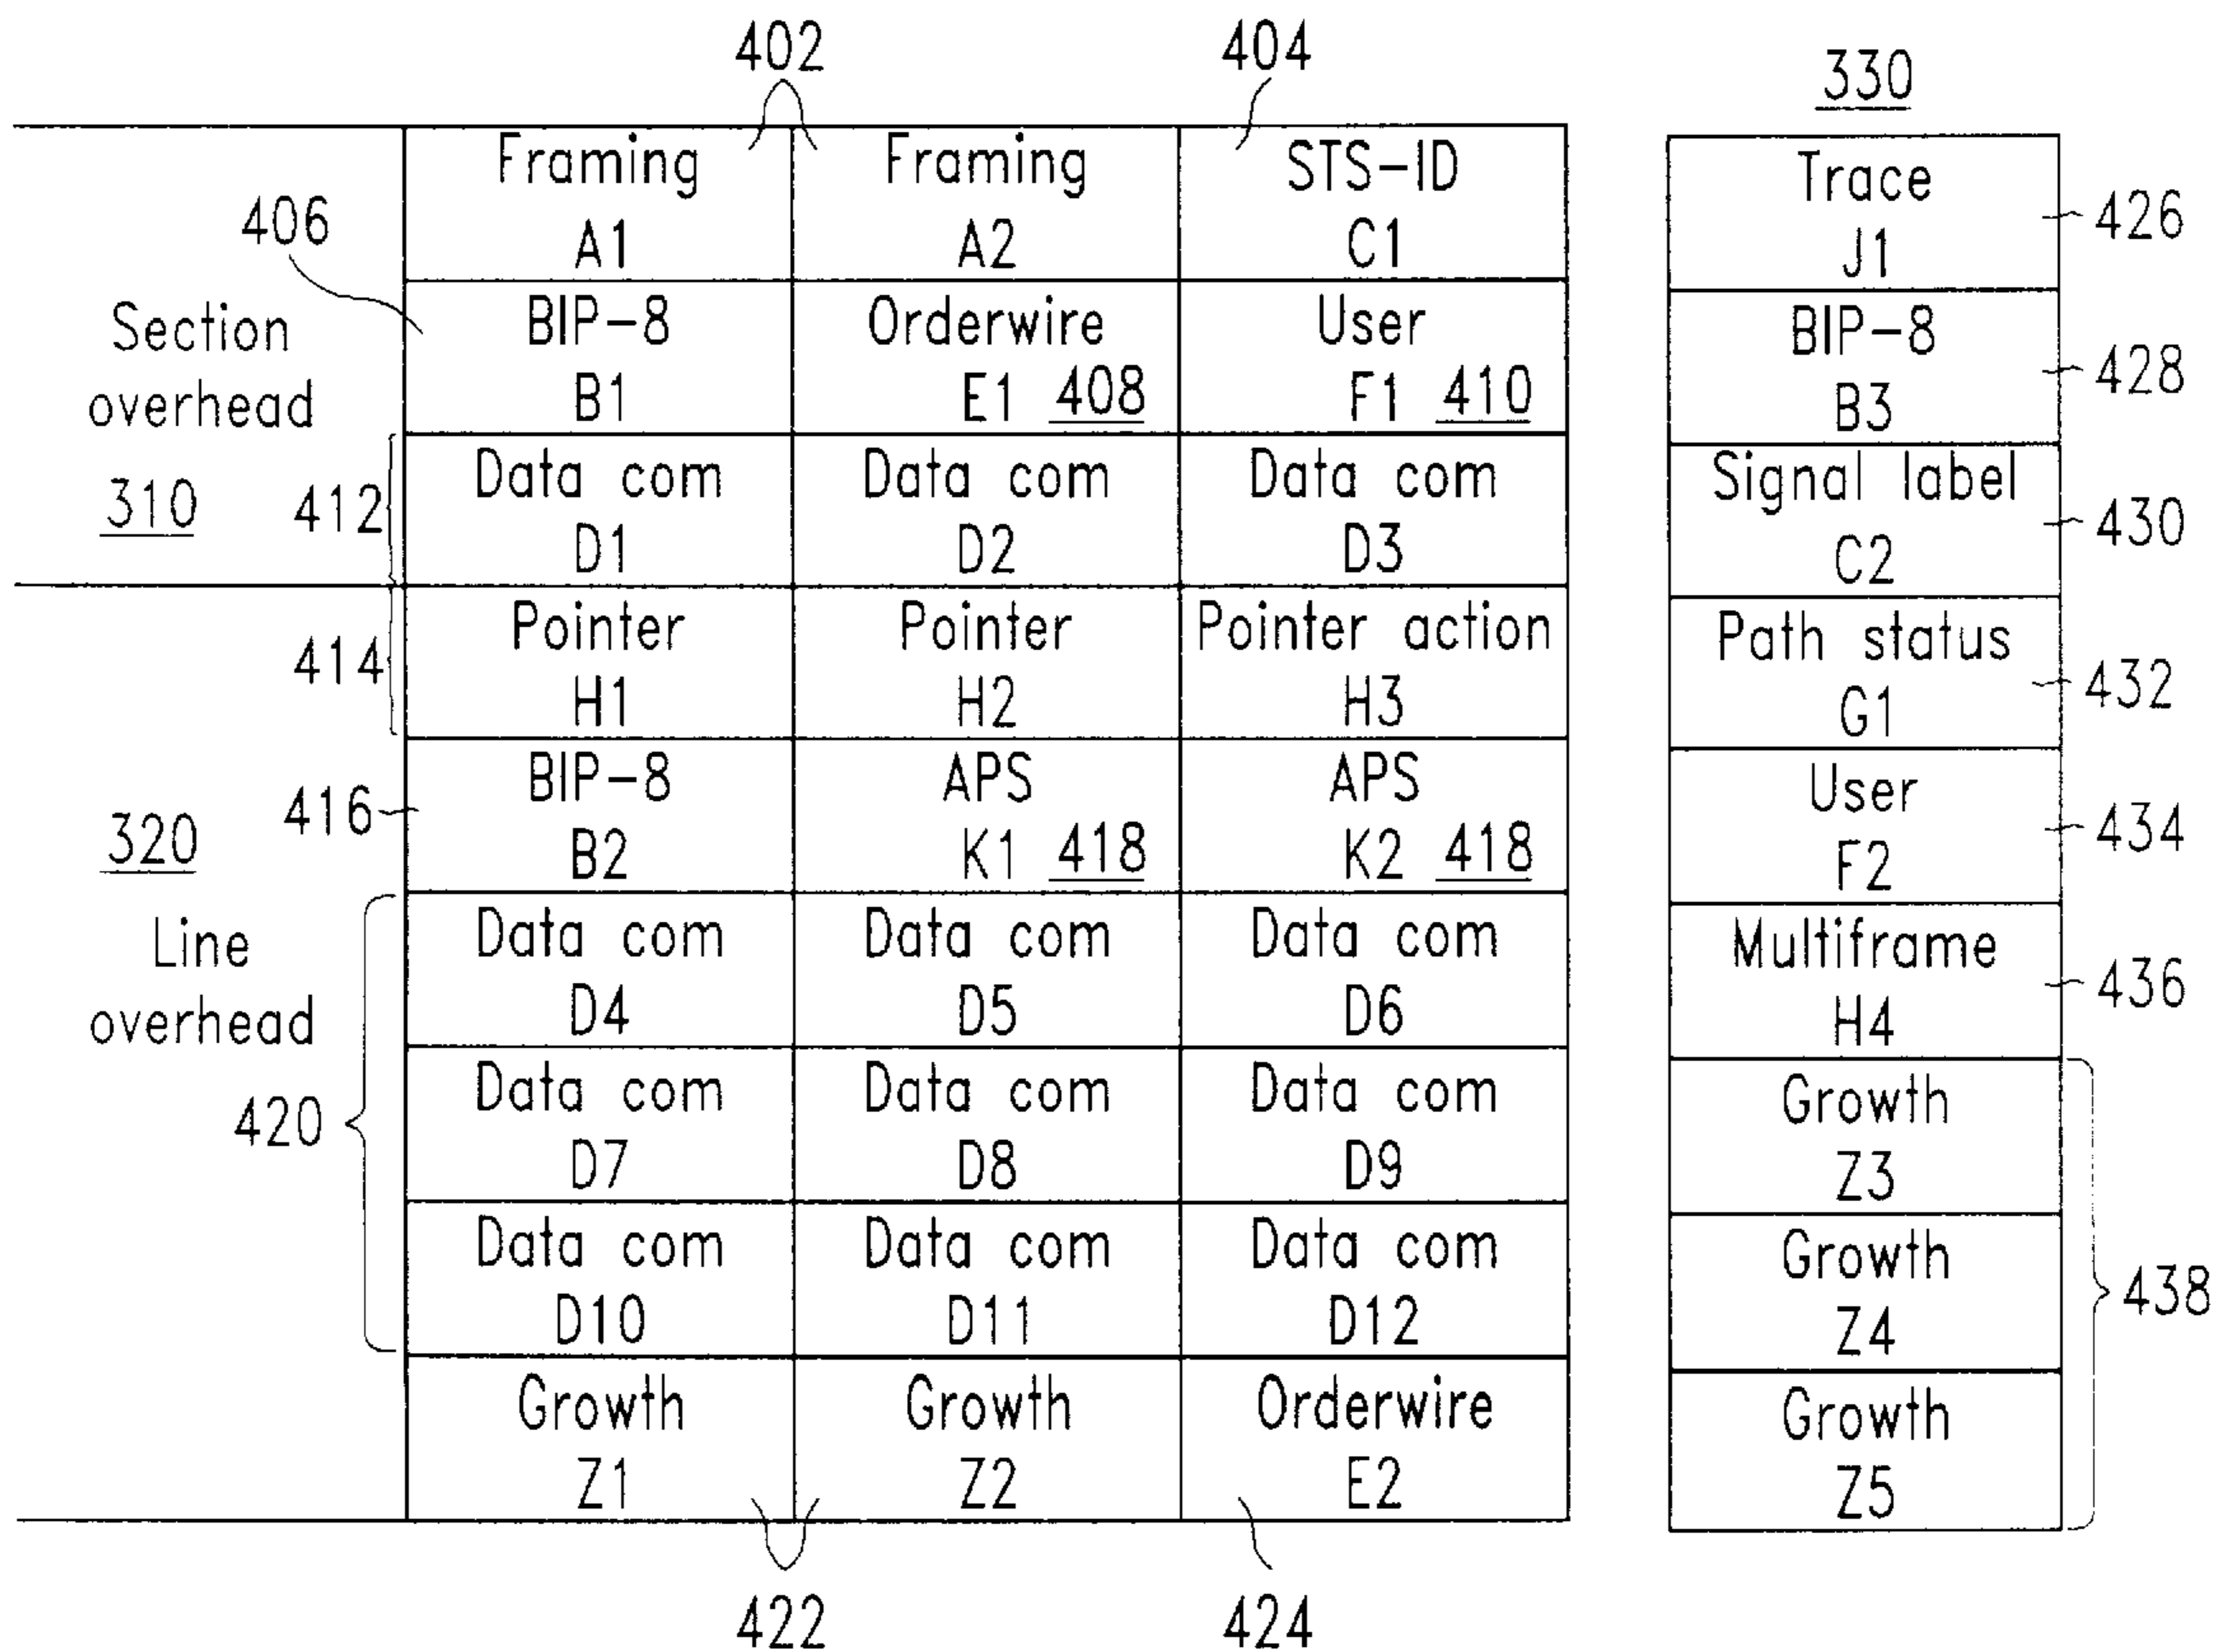 402
404
330
Framing
A1
Framing
A2
STS-ID
C1
406
Section
overhead
310
BIP-8
B1
Orderwire
E1 408
User
F1 410
412
Data com
D1
Data com
D2
Data com
D3
414
Pointer
H1
Pointer
H2
Pointer action
H3
416
BIP-8
B2
APS
K1 418
APS
K2 418
320
Line
overhead
420
Data com
D4
Data com
D5
Data com
D6
Data com
D7
Data com
D8
Data com
D9
Data com
D10
Data com
D11
Data com
D12
Growth
Z1
Growth
Z2
Orderwire
E2
422
424
Trace
J1
426
BIP-8
B3
428
Signal label
C2
430
Path status
G1
432
User
F2
434
Multiframe
H4
436
Growth
Z3
Growth
Z4
438
Growth
Z5